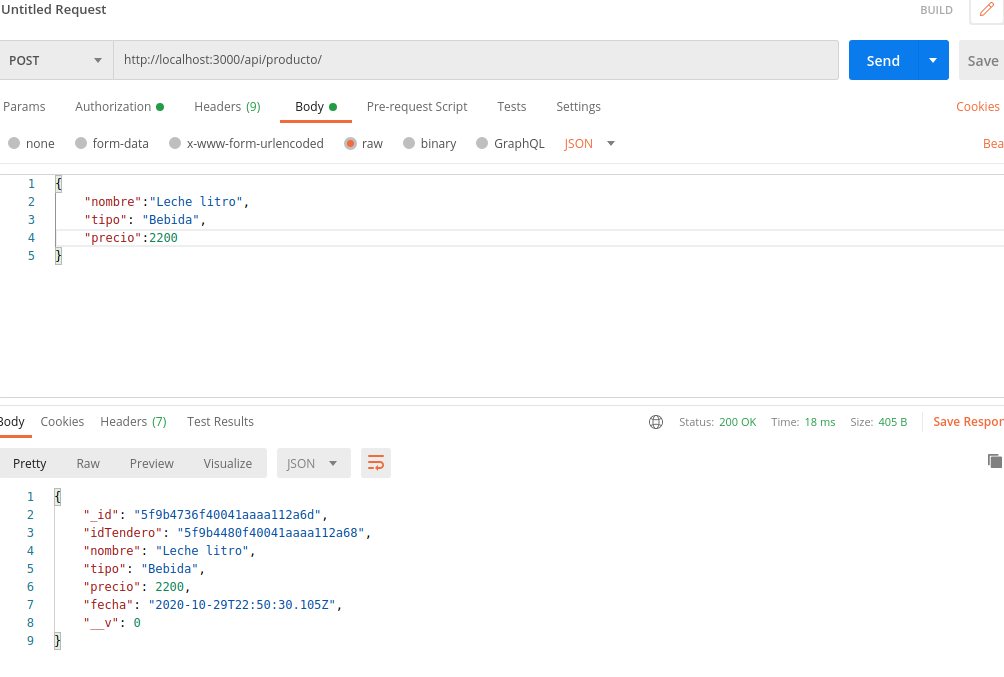 Untitled Request BUILD
POST http://localhost:3000/api/producto/ Send Save
Params Authorization Headers (9) Body Pre-request Script Tests Settings Cookies
none form-data x-www-form-urlencoded raw binary GraphQL JSON Bea
1 {
2 "nombre":"Leche litro",
3 "tipo": "Bebida",
4 "precio":2200
5 }
Body Cookies Headers (7) Test Results Status: 200 OK Time: 18 ms Size: 405 B Save Respor
Pretty Raw Preview Visualize JSON
1 {
2 "_id": "5f9b4736f40041aaaa112a6d",
3 "idTendero": "5f9b4480f40041aaaa112a68",
4 "nombre": "Leche litro",
5 "tipo": "Bebida",
6 "precio": 2200,
7 "fecha": "2020-10-29T22:50:30.105Z",
8 "__v": 0
9 }